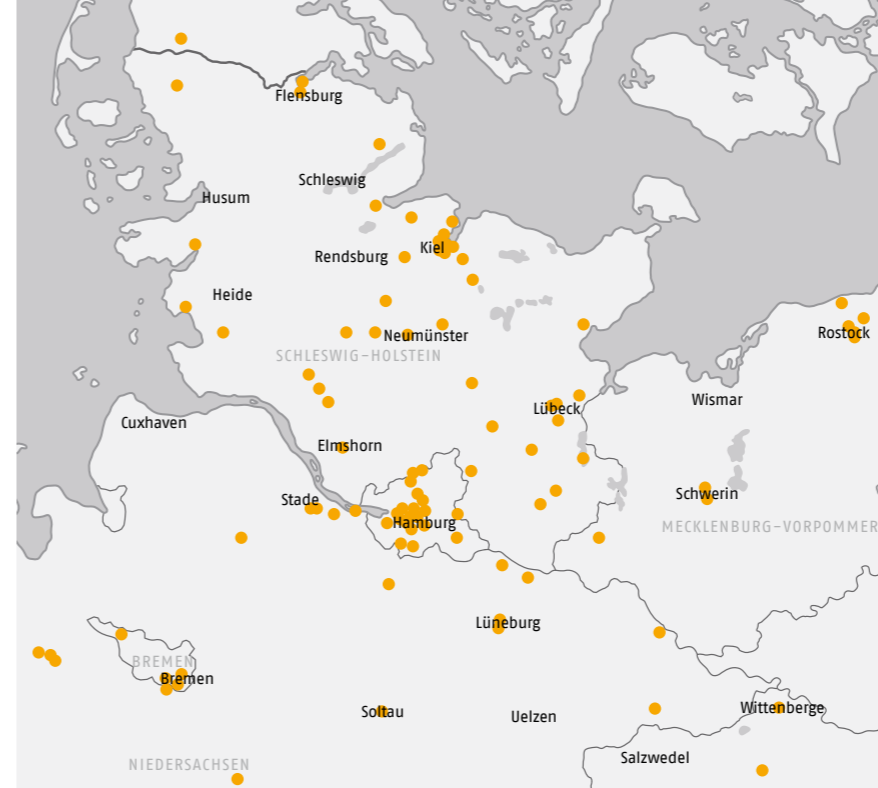 Flensburg
Schleswig
Husum
Kiel
Rendsburg
Heide
Rostock
Neumünster
SCHLESWIG-HOLSTEIN
Wismar
Lübeck
Cuxhaven
Elmshorn
Schwerin
Stade
Hamburg
MECKLENBURG-VORPOMMER
Lüneburg
BREMEN
Bremen
Wittenberge
Soltau
Uelzen
Salzwedel
NIEDERSACHSEN